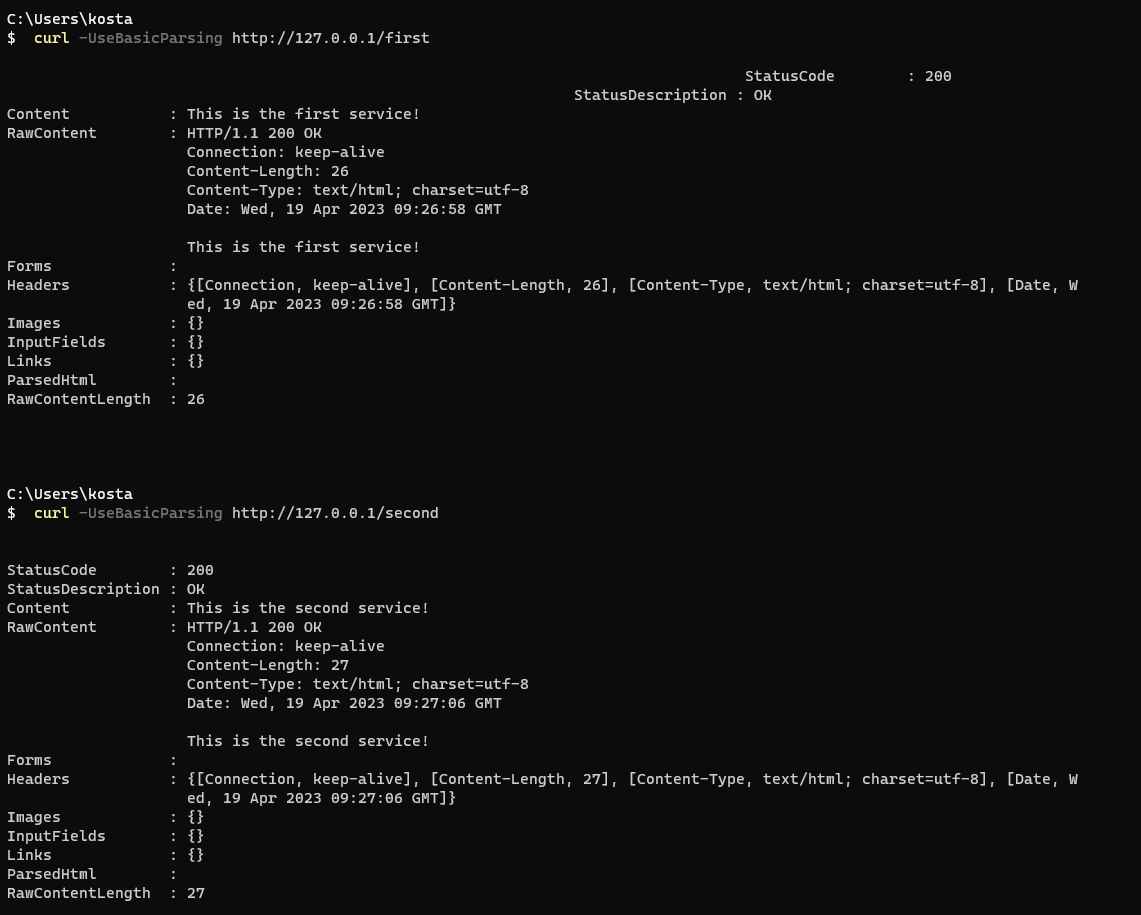 C:\Users\kosta
$  curl -UseBasicParsing http://127.0.0.1/first
StatusCode        : 200
StatusDescription : OK
Content           : This is the first service!
RawContent        : HTTP/1.1 200 OK
                    Connection: keep-alive
                    Content-Length: 26
                    Content-Type: text/html; charset=utf-8
                    Date: Wed, 19 Apr 2023 09:26:58 GMT

                    This is the first service!
Forms             :
Headers           : {[Connection, keep-alive], [Content-Length, 26], [Content-Type, text/html; charset=utf-8], [Date, W
                    ed, 19 Apr 2023 09:26:58 GMT]}
Images            : {}
InputFields       : {}
Links             : {}
ParsedHtml        :
RawContentLength  : 26

C:\Users\kosta
$  curl -UseBasicParsing http://127.0.0.1/second

StatusCode        : 200
StatusDescription : OK
Content           : This is the second service!
RawContent        : HTTP/1.1 200 OK
                    Connection: keep-alive
                    Content-Length: 27
                    Content-Type: text/html; charset=utf-8
                    Date: Wed, 19 Apr 2023 09:27:06 GMT

                    This is the second service!
Forms             :
Headers           : {[Connection, keep-alive], [Content-Length, 27], [Content-Type, text/html; charset=utf-8], [Date, W
                    ed, 19 Apr 2023 09:27:06 GMT]}
Images            : {}
InputFields       : {}
Links             : {}
ParsedHtml        :
RawContentLength  : 27